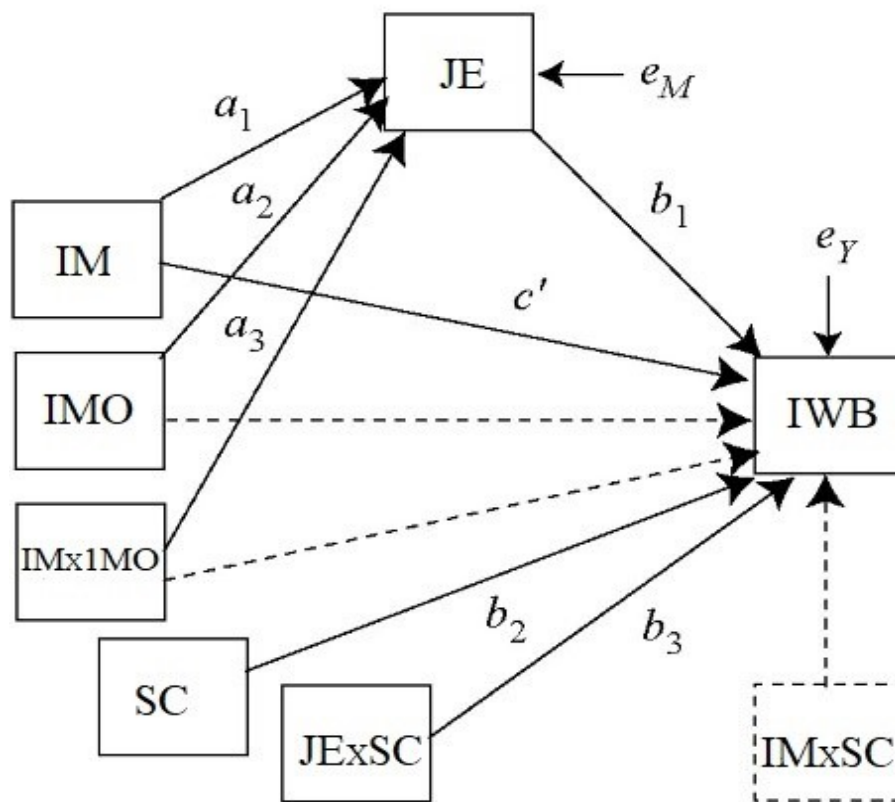 JE
e_M
a_1
a_2
b_1
IM
e_Y
c'
a_3
IMO
IWB
IMx1MO
b_2
b_3
SC
JExSC
IMxSC